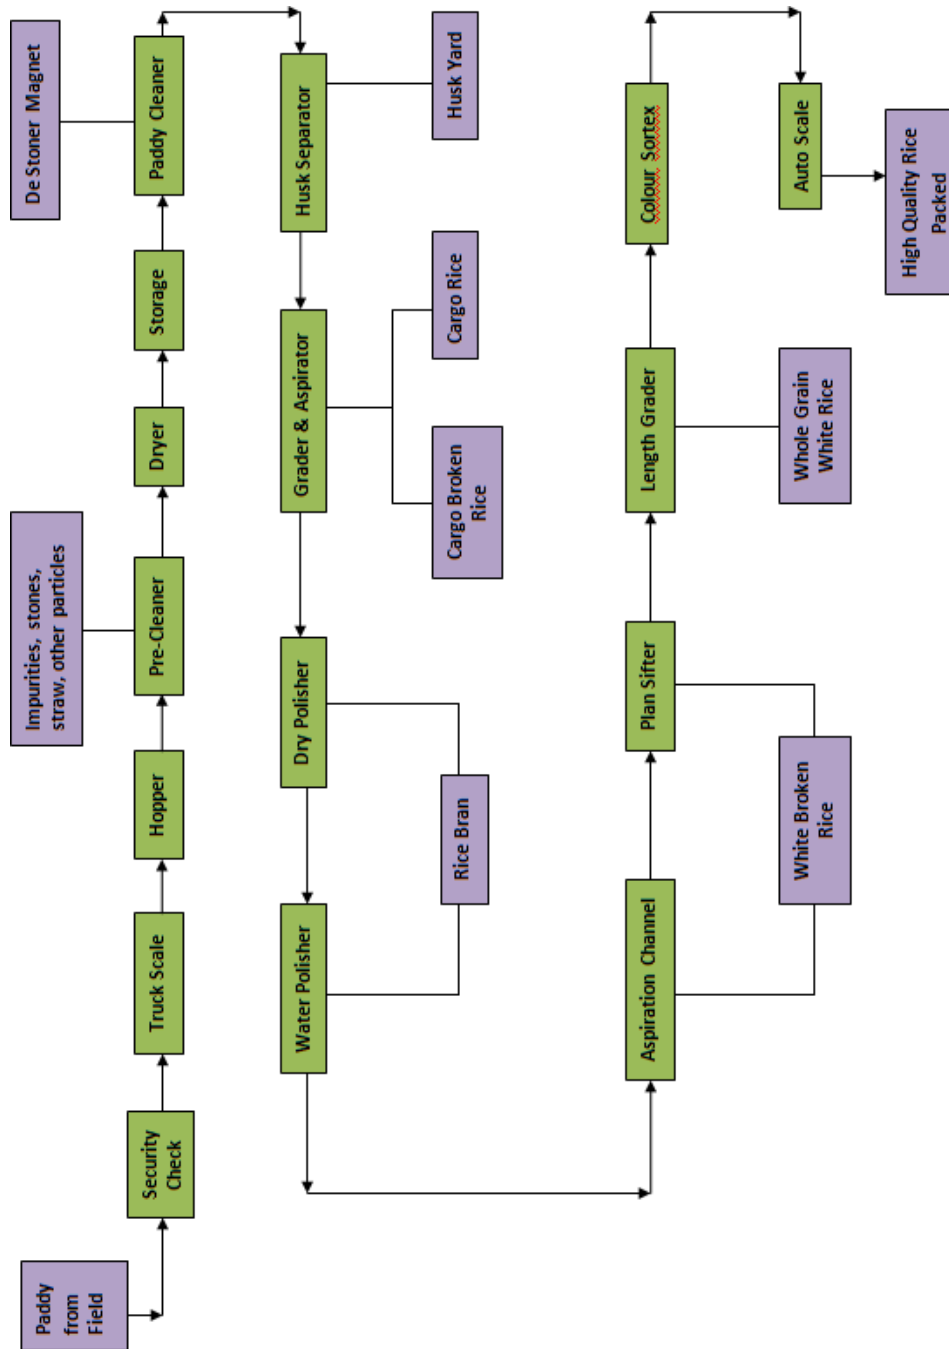 Paddy
from
Field
Security
Check
Truck Scale
Hopper
Impurities, stones,
straw, other particles
Pre-Cleaner
Dryer
Storage
De Stoner Magnet
Paddy Cleaner
Husk Separator
Husk Yard
Grader & Aspirator
Cargo Broken
Rice
Cargo Rice
Dry Polisher
Rice Bran
Water Polisher
Aspiration Channel
White Broken
Rice
Plan Sifter
Length Grader
Whole Grain
White Rice
Colour Sortex
Auto Scale
High Quality Rice
Packed